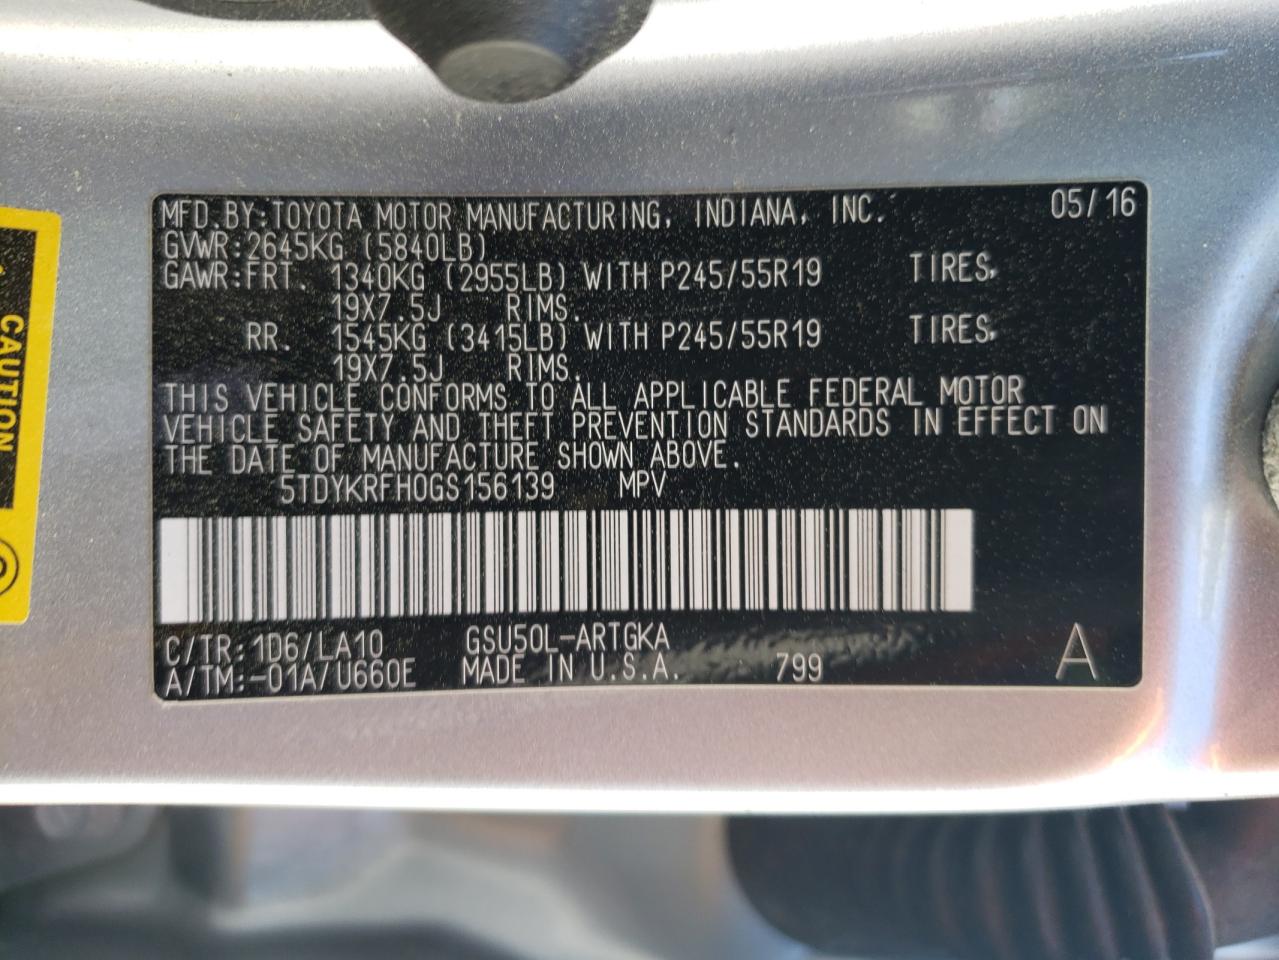 MFD.BY:TOYOTA MOTOR MANUFACTURING, INDIANA, INC. 05/16
GVWR:2645KG (5840LB)
GAWR:FRT. 1340KG (2955LB) WITH P245/55R19 TIRES,
19X7.5J RIMS.
RR. 1545KG (3415LB) WITH P245/55R19 TIRES,
19X7.5J RIMS.
THIS VEHICLE CONFORMS TO ALL APPLICABLE FEDERAL MOTOR
VEHICLE SAFETY AND THEFT PREVENTION STANDARDS IN EFFECT ON
THE DATE OF MANUFACTURE SHOWN ABOVE.
5TDYKRFH0GS156139 MPV
C/TR:1D6/LA10 GSU50L-ARTGKA
A/TM:-01A/U660E MADE IN U.S.A. 799 A
CAUTION